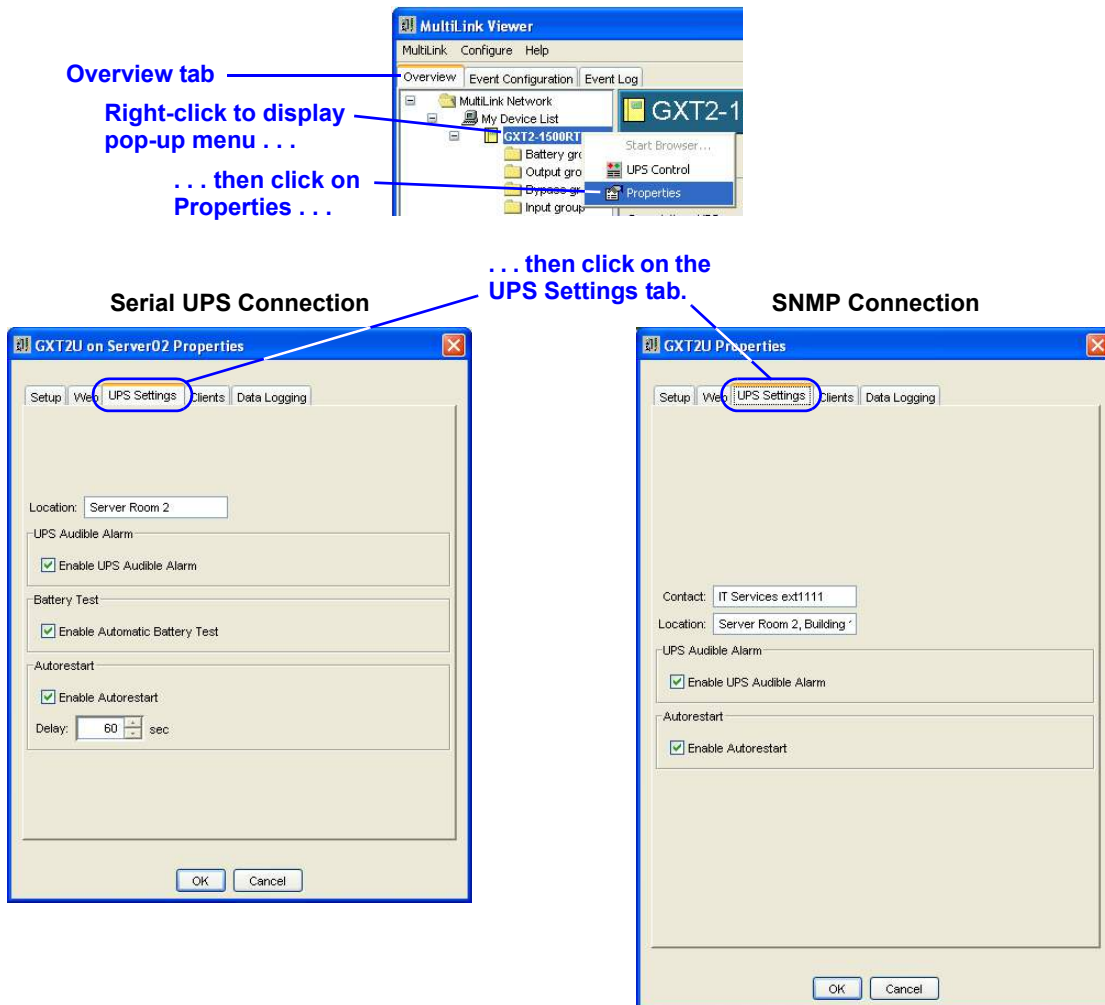 MultiLink Viewer
MultiLink Configure Help
Overview tab
Overview Event Configuration Event Log
MultiLink Network
My Device List
GXT2-1
Right-click to display
pop-up menu . . .
GXT2-1500RT
Start Browser...
Battery
Output
UPS Control
. . . then click on
Properties . . .
Bypass
Properties
Input group
. . . then click on the
UPS Settings tab.
Serial UPS Connection
SNMP Connection
GXT2U on Server02 Properties
Setup Web UPS Settings Clients Data Logging
Location: Server Room 2
UPS Audible Alarm
Enable UPS Audible Alarm
Battery Test
Enable Automatic Battery Test
Autorestart
Enable Autorestart
Delay: 60 sec
OK Cancel
GXT2U Properties
Setup Web UPS Settings Clients Data Logging
Contact: IT Services ext1111
Location: Server Room 2, Building
UPS Audible Alarm
Enable UPS Audible Alarm
Autorestart
Enable Autorestart
OK Cancel